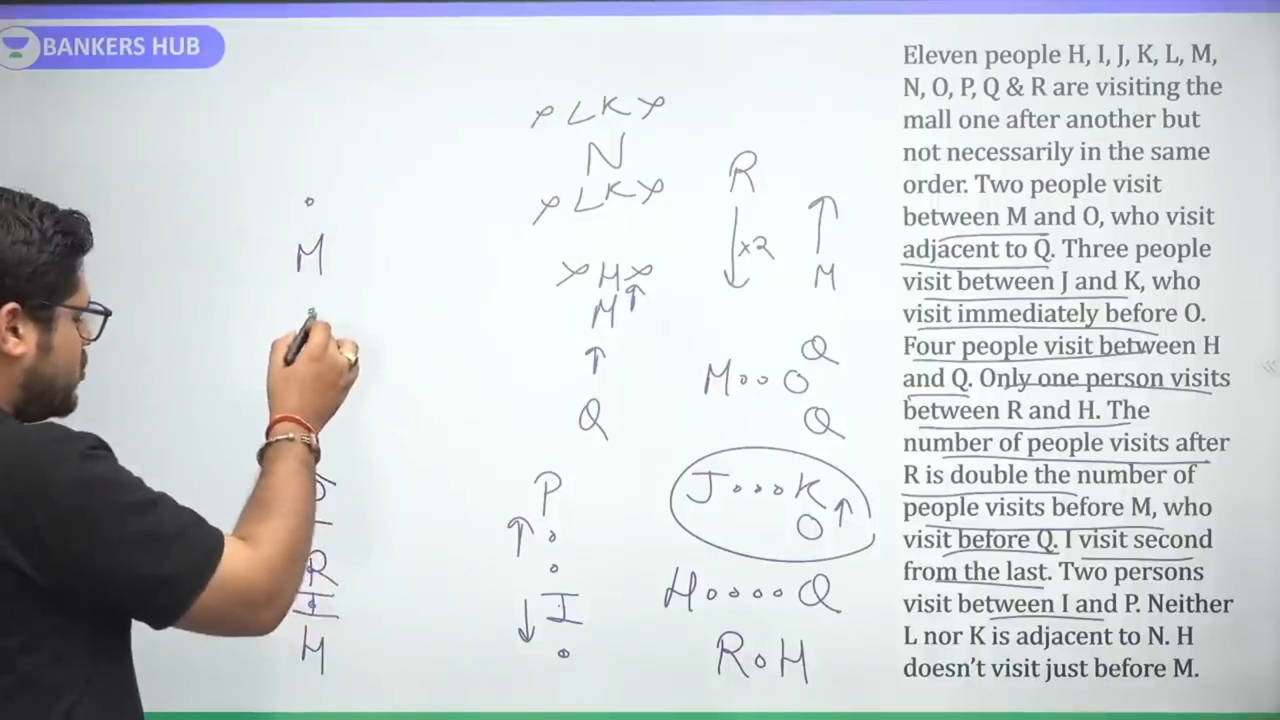 BANKERS HUB
Eleven people H, I, J, K, L, M,
N, O, P, Q & R are visiting the
mall one after another but
not necessarily in the same
order. Two people visit
between M and O, who visit
adjacent to Q. Three people
visit between J and K, who
visit immediately before O.
Four people visit between H
and Q. Only one person visits
between R and H. The
number of people visits after
R is double the number of
people visits before M, who
visit before Q. I visit second
from the last. Two persons
visit between I and P. Neither
L nor K is adjacent to N. H
doesn't visit just before M.
L K
N
L K
H
M
Q
R
×2
M
Q
M O
Q
P
I
J K
O
H Q
R H
M
R
H